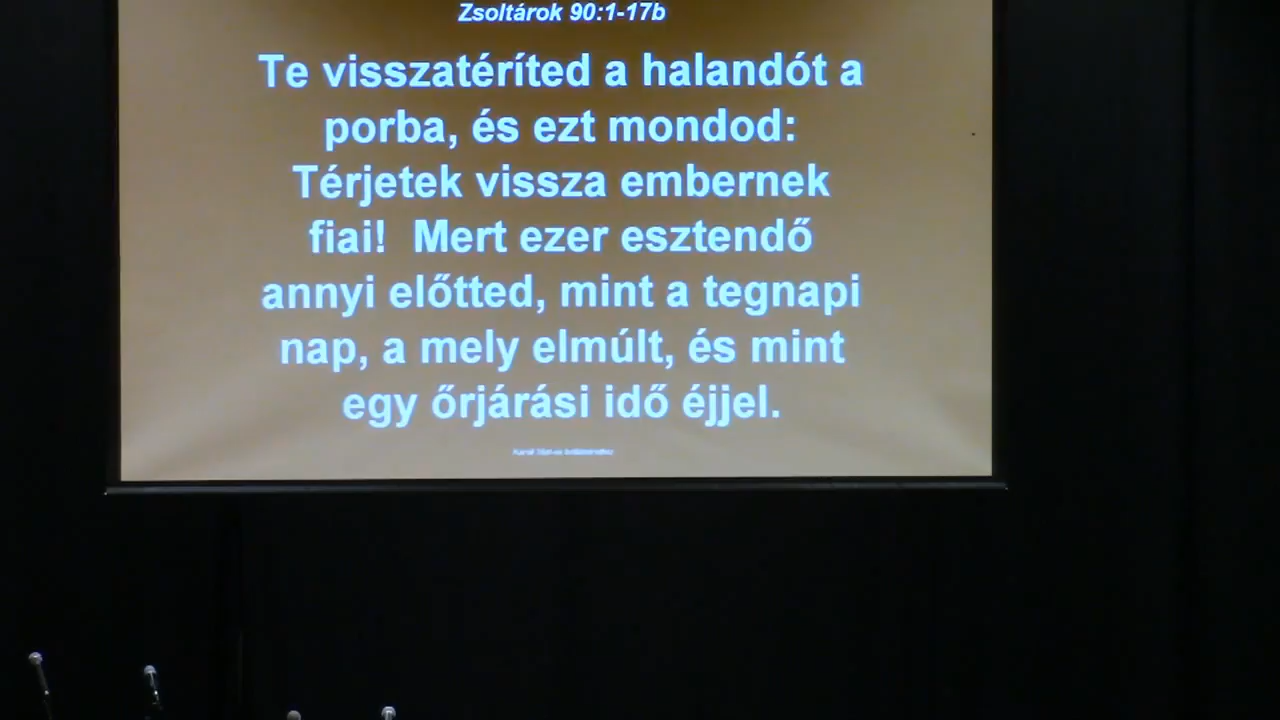 Zsoltárok 90:1-17b
Te visszatéríted a halandót a
porba, és ezt mondod:
Térjetek vissza embernek
fiai!  Mert ezer esztendő
annyi előtted, mint a tegnapi
nap, a mely elmúlt, és mint
egy őrjárási idő éjjel.